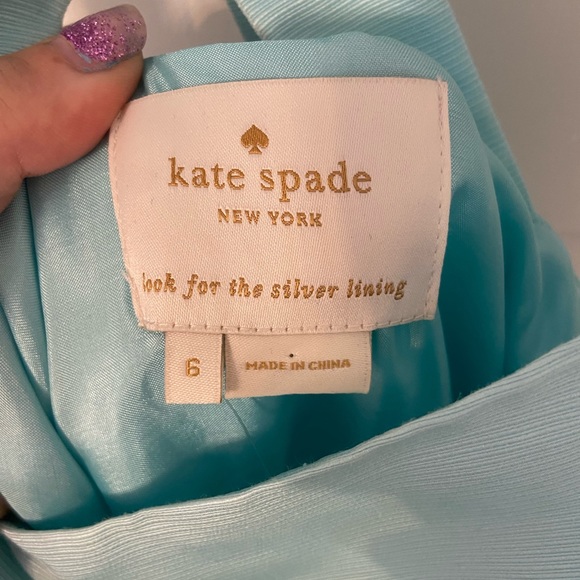 kate spade
NEW YORK
look for the silver lining
6
MADE IN CHINA